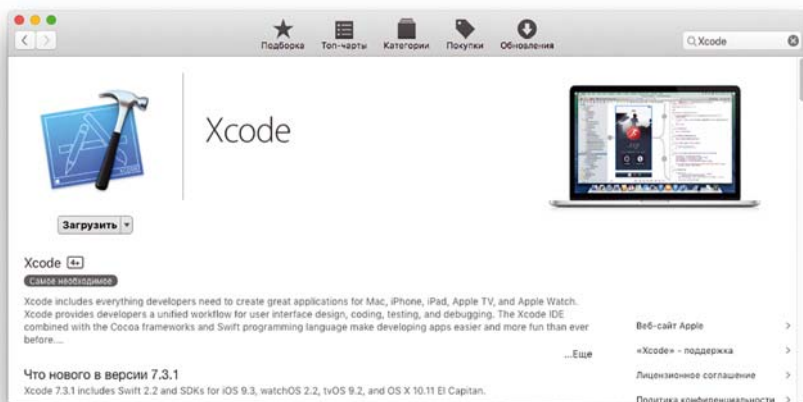 Подборка Топ-чарты Категории Покупки Обновления
Xcode
Xcode
Загрузить
Xcode 4+
Самое необходимое
Xcode includes everything developers need to create great applications for Mac, iPhone, iPad, Apple TV, and Apple Watch.
Xcode provides developers a unified workflow for user interface design, coding, testing, and debugging. The Xcode IDE
combined with the Cocoa frameworks and Swift programming language make developing apps easier and more fun than ever
before....
...Еще
Что нового в версии 7.3.1
Xcode 7.3.1 includes Swift 2.2 and SDKs for iOS 9.3, watchOS 2.2, tvOS 9.2, and OS X 10.11 El Capitan.
Веб-сайт Apple
«Xcode» - поддержка
Лицензионное соглашение
Политика конфиденциальности